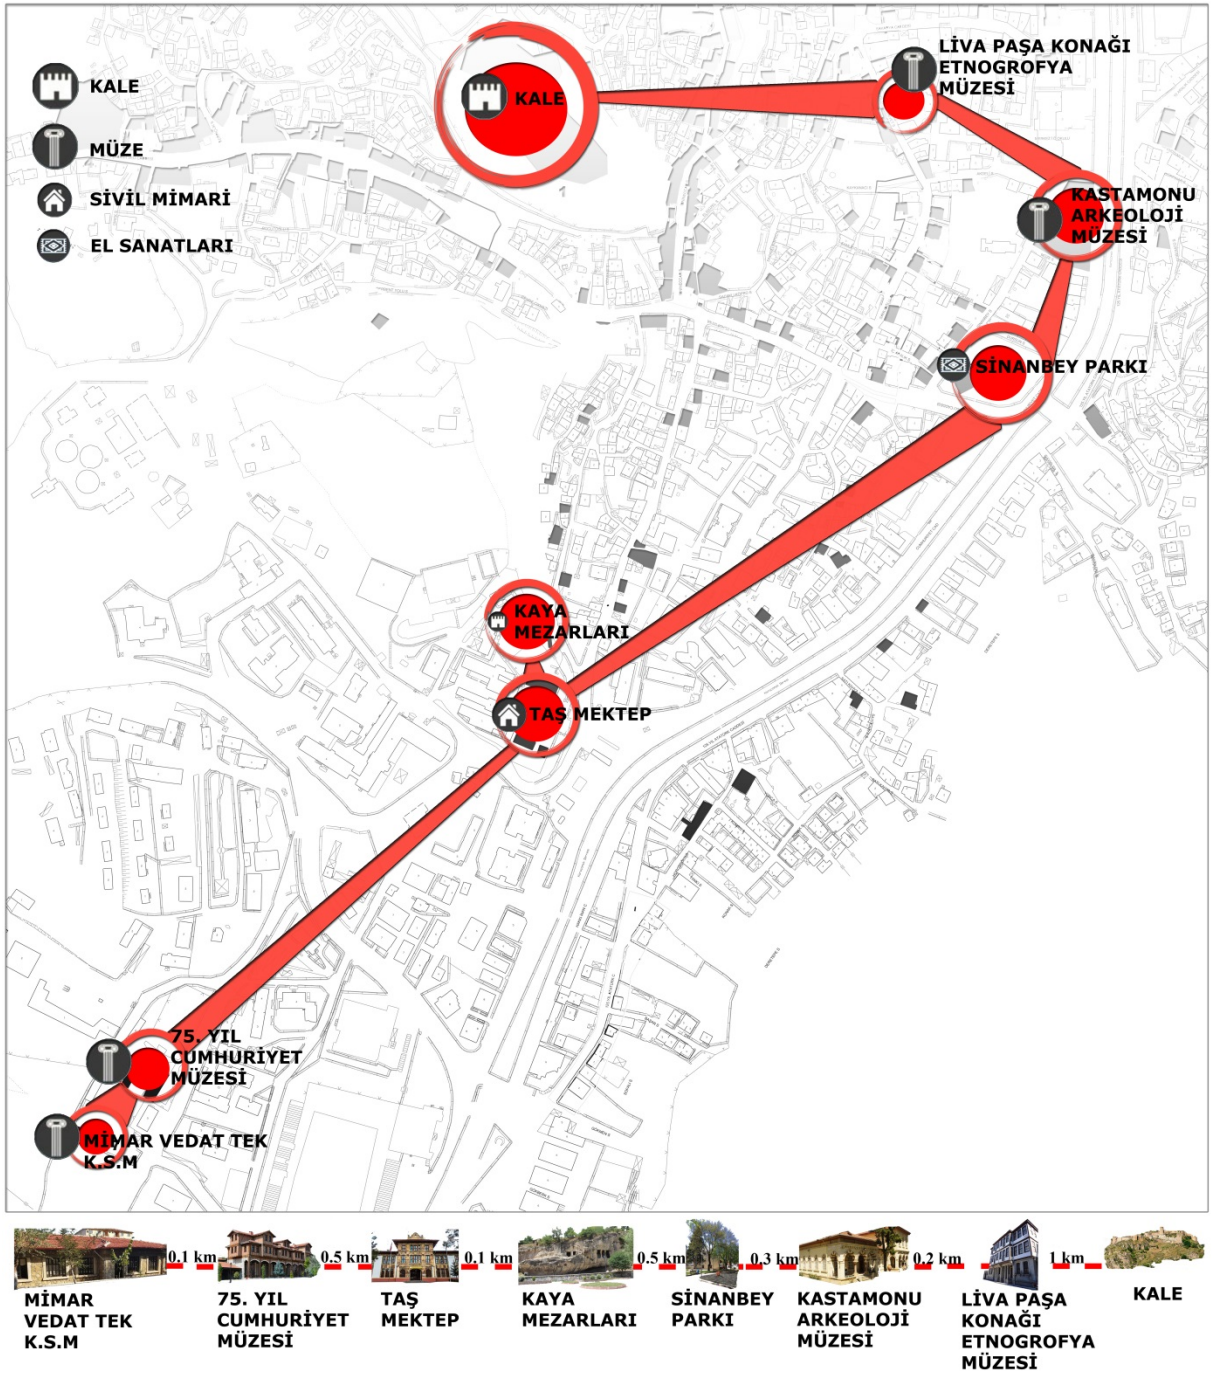 KALE
MÜZE
SİVİL MİMARİ
EL SANATLARI
KALE
LİVA PAŞA KONAĞI
ETNOGROFYA
MÜZESİ
KASTAMONU
ARKEOLOJİ
MÜZESİ
SİNANBEY PARKI
KAYA
MEZARLARI
TAŞ MEKTEP
75. YIL
CUMHURİYET
MÜZESİ
MİMAR VEDAT TEK
K.S.M
0.1 km
0.5 km
0.1 km
0.5 km
0.3 km
0.2 km
1 km
MİMAR
VEDAT TEK
K.S.M
75. YIL
CUMHURİYET
MÜZESİ
TAŞ
MEKTEP
KAYA
MEZARLARI
SİNANBEY
PARKI
KASTAMONU
ARKEOLOJİ
MÜZESİ
LİVA PAŞA
KONAĞI
ETNOGROFYA
MÜZESİ
KALE